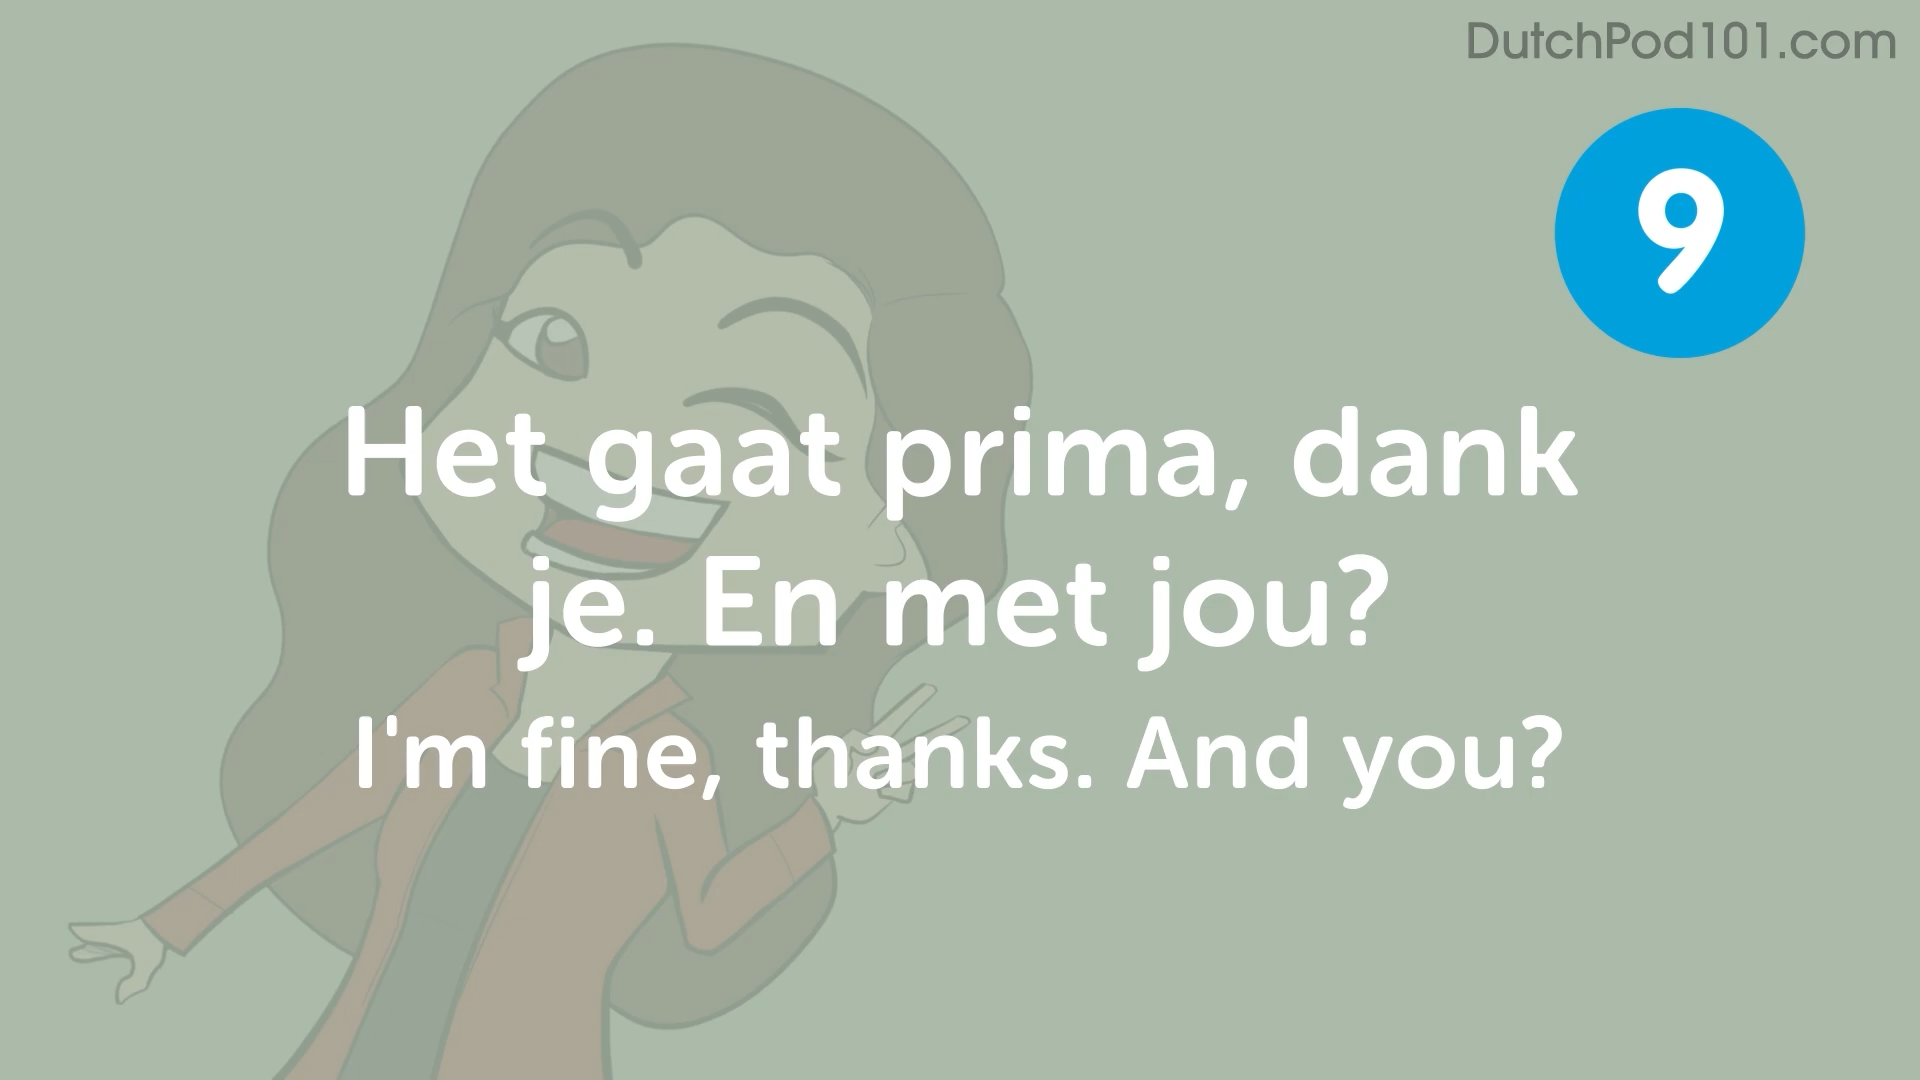 DutchPod101.com
9
Het gaat prima, dank
je. En met jou?
I'm fine, thanks. And you?